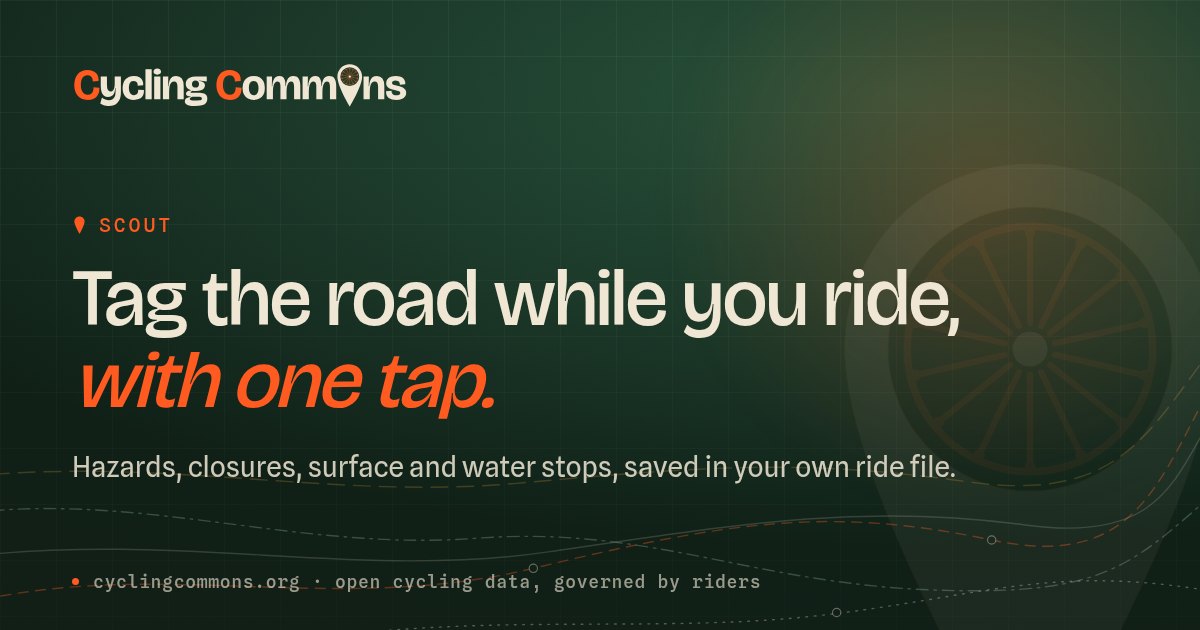 Cycling Commons
SCOUT
Tag the road while you ride,
with one tap.
Hazards, closures, surface and water stops, saved in your own ride file.
cyclingcommons.org · open cycling data, governed by riders